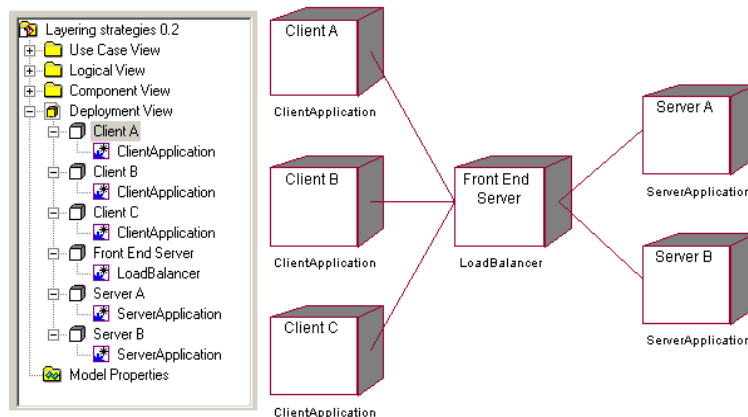 Layering strategies 0.2
Use Case View
Logical View
Component View
Deployment View
Client A
ClientApplication
Client B
ClientApplication
Client C
ClientApplication
Front End Server
LoadBalancer
Server A
ServerApplication
Server B
ServerApplication
Model Properties
Client A
ClientApplication
Client B
ClientApplication
Client C
ClientApplication
Front End
Server
LoadBalancer
Server A
ServerApplication
Server B
ServerApplication